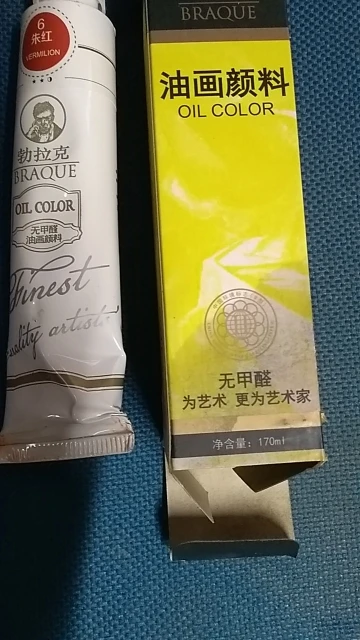 6
朱红
VERMILION
勃拉克
BRAQUE
OIL COLOR
无甲醛
油画颜料
Finest
quality artists'
BRAQUE
油画颜料
OIL COLOR
无甲醛
为艺术 更为艺术家
净含量：170ml